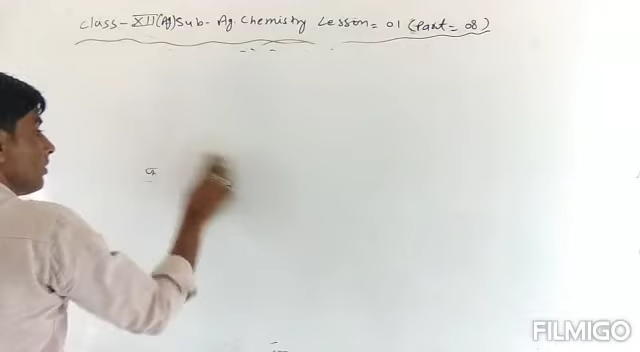 Class - XII (Ag) Sub - Ag. Chemistry Lesson = 01 (Part = 08)
FILMIGO